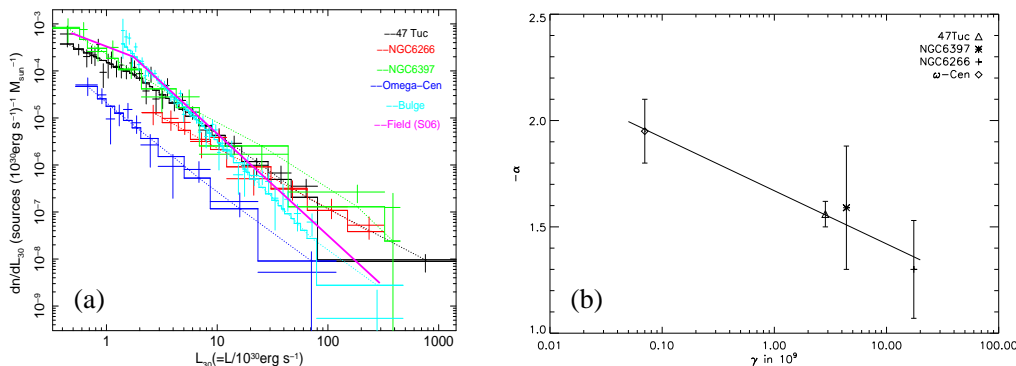 10⁻³
10⁻⁴
10⁻⁵
10⁻⁶
10⁻⁷
10⁻⁸
10⁻⁹
dn/dL₃₀ (sources (10³⁰erg s⁻¹)⁻¹ M_sun⁻¹)
--47 Tuc
--NGC6266
--NGC6397
--Omega-Cen
--Bulge
--Field (S06)
(a)
1 10 100 1000
L₃₀(=L/10³⁰erg s⁻¹)
2.5
2.0
1.5
1.0
-α
47Tuc △
NGC6397 ✱
NGC6266 +
ω-Cen ◇
(b)
0.01 0.10 1.00 10.00 100.00
γ in 10⁹